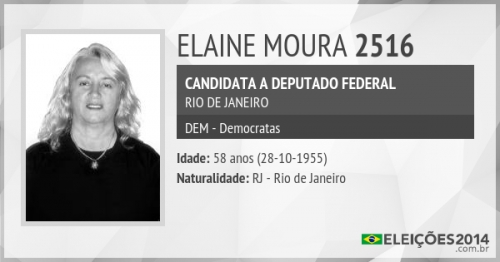 ELAINE MOURA 2516
CANDIDATA A DEPUTADO FEDERAL
RIO DE JANEIRO
DEM - Democratas
Idade: 58 anos (28-10-1955)
Naturalidade: RJ - Rio de Janeiro
ELEIÇÕES2014
.com.br